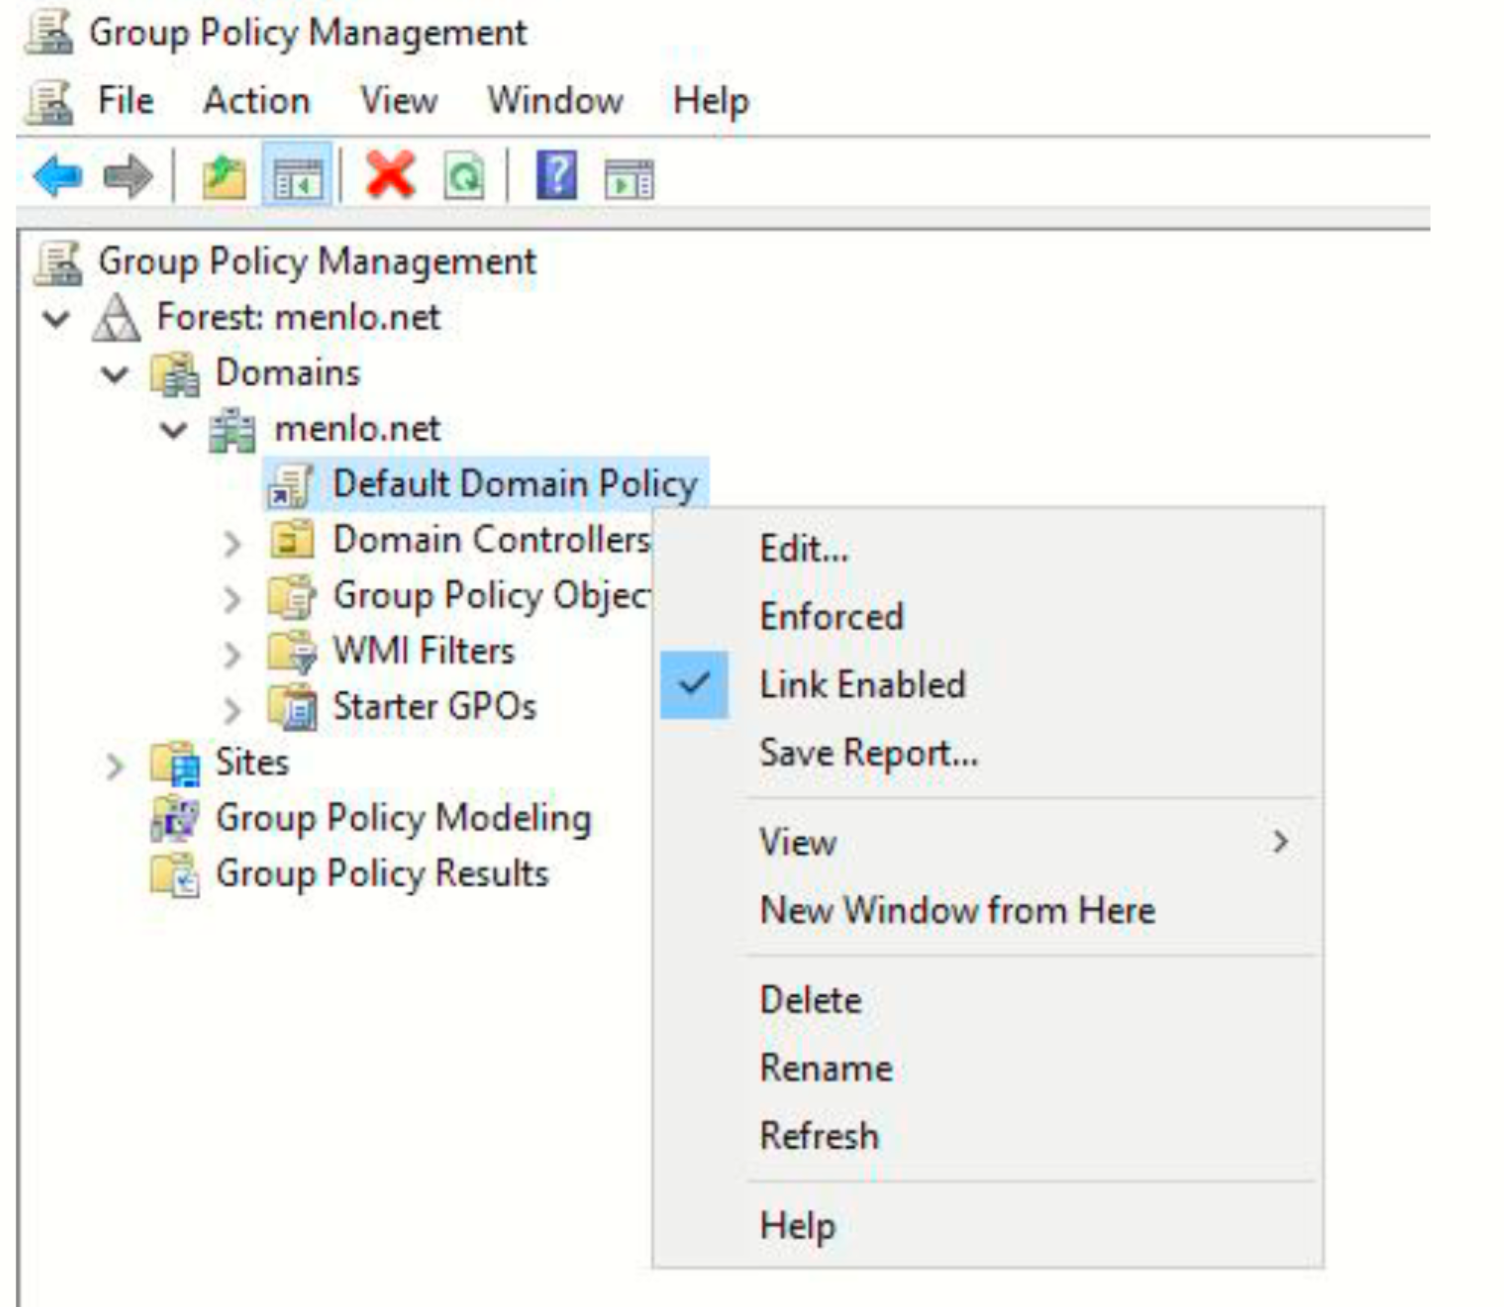 Group Policy Management
File Action View Window Help
Group Policy Management
Forest: menlo.net
Domains
menlo.net
Default Domain Policy
Domain Controllers
Group Policy Objec
WMI Filters
Starter GPOs
Sites
Group Policy Modeling
Group Policy Results
Edit...
Enforced
Link Enabled
Save Report...
View
New Window from Here
Delete
Rename
Refresh
Help